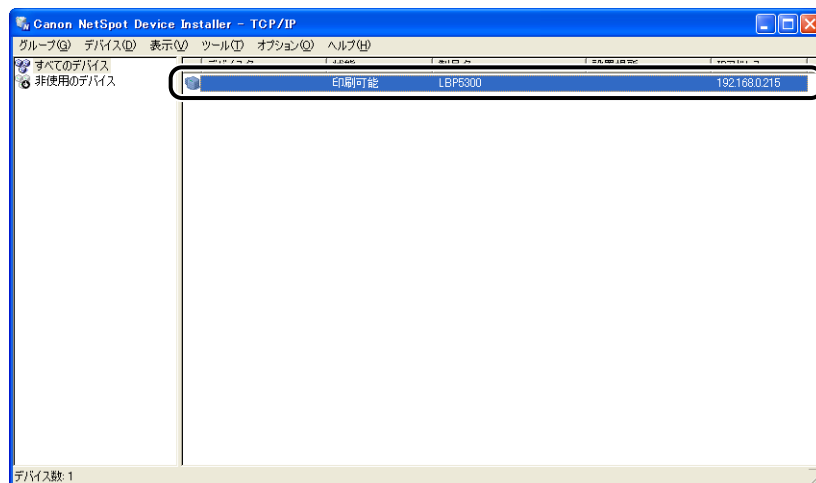 Canon NetSpot Device Installer - TCP/IP
グループ(G) デバイス(D) 表示(V) ツール(T) オプション(O) ヘルプ(H)
すべてのデバイス
非使用のデバイス
印刷可能 LBP5300 192.168.0.215
デバイス数: 1